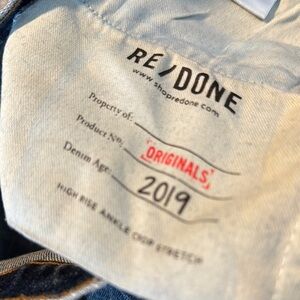 RE/DONE
www.shopredone.com
Property of:
Product No: ORIGINALS
Denim Age: 2019
HIGH RISE ANKLE CROP STRETCH